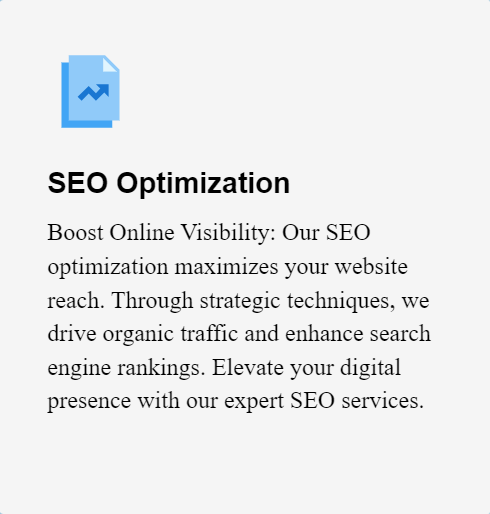 SEO Optimization
Boost Online Visibility: Our SEO
optimization maximizes your website
reach. Through strategic techniques, we
drive organic traffic and enhance search
engine rankings. Elevate your digital
presence with our expert SEO services.